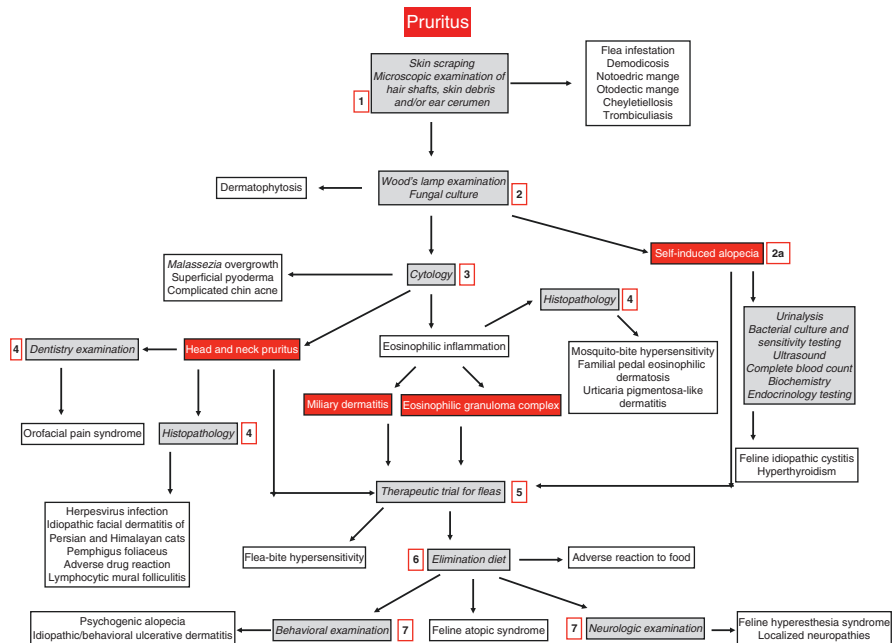 Pruritus
Skin scraping
Microscopic examination of
hair shafts, skin debris
and/or ear cerumen
1
Flea infestation
Demodicosis
Notoedric mange
Otodectic mange
Cheyletiellosis
Trombiculiasis
Dermatophytosis
Wood's lamp examination
Fungal culture
2
Self-induced alopecia
2a
Malassezia overgrowth
Superficial pyoderma
Complicated chin acne
Cytology
3
Histopathology
4
Urinalysis
Bacterial culture and
sensitivity testing
Ultrasound
Complete blood count
Biochemistry
Endocrinology testing
4
Dentistry examination
Head and neck pruritus
Eosinophilic inflammation
Mosquito-bite hypersensitivity
Familial pedal eosinophilic
dermatosis
Urticaria pigmentosa-like
dermatitis
Miliary dermatitis
Eosinophilic granuloma complex
Orofacial pain syndrome
Histopathology
4
Feline idiopathic cystitis
Hyperthyroidism
Therapeutic trial for fleas
5
Herpesvirus infection
Idiopathic facial dermatitis of
Persian and Himalayan cats
Pemphigus foliaceus
Adverse drug reaction
Lymphocytic mural folliculitis
Flea-bite hypersensitivity
6
Elimination diet
Adverse reaction to food
Psychogenic alopecia
Idiopathic/behavioral ulcerative dermatitis
Behavioral examination
7
Feline atopic syndrome
7
Neurologic examination
Feline hyperesthesia syndrome
Localized neuropathies